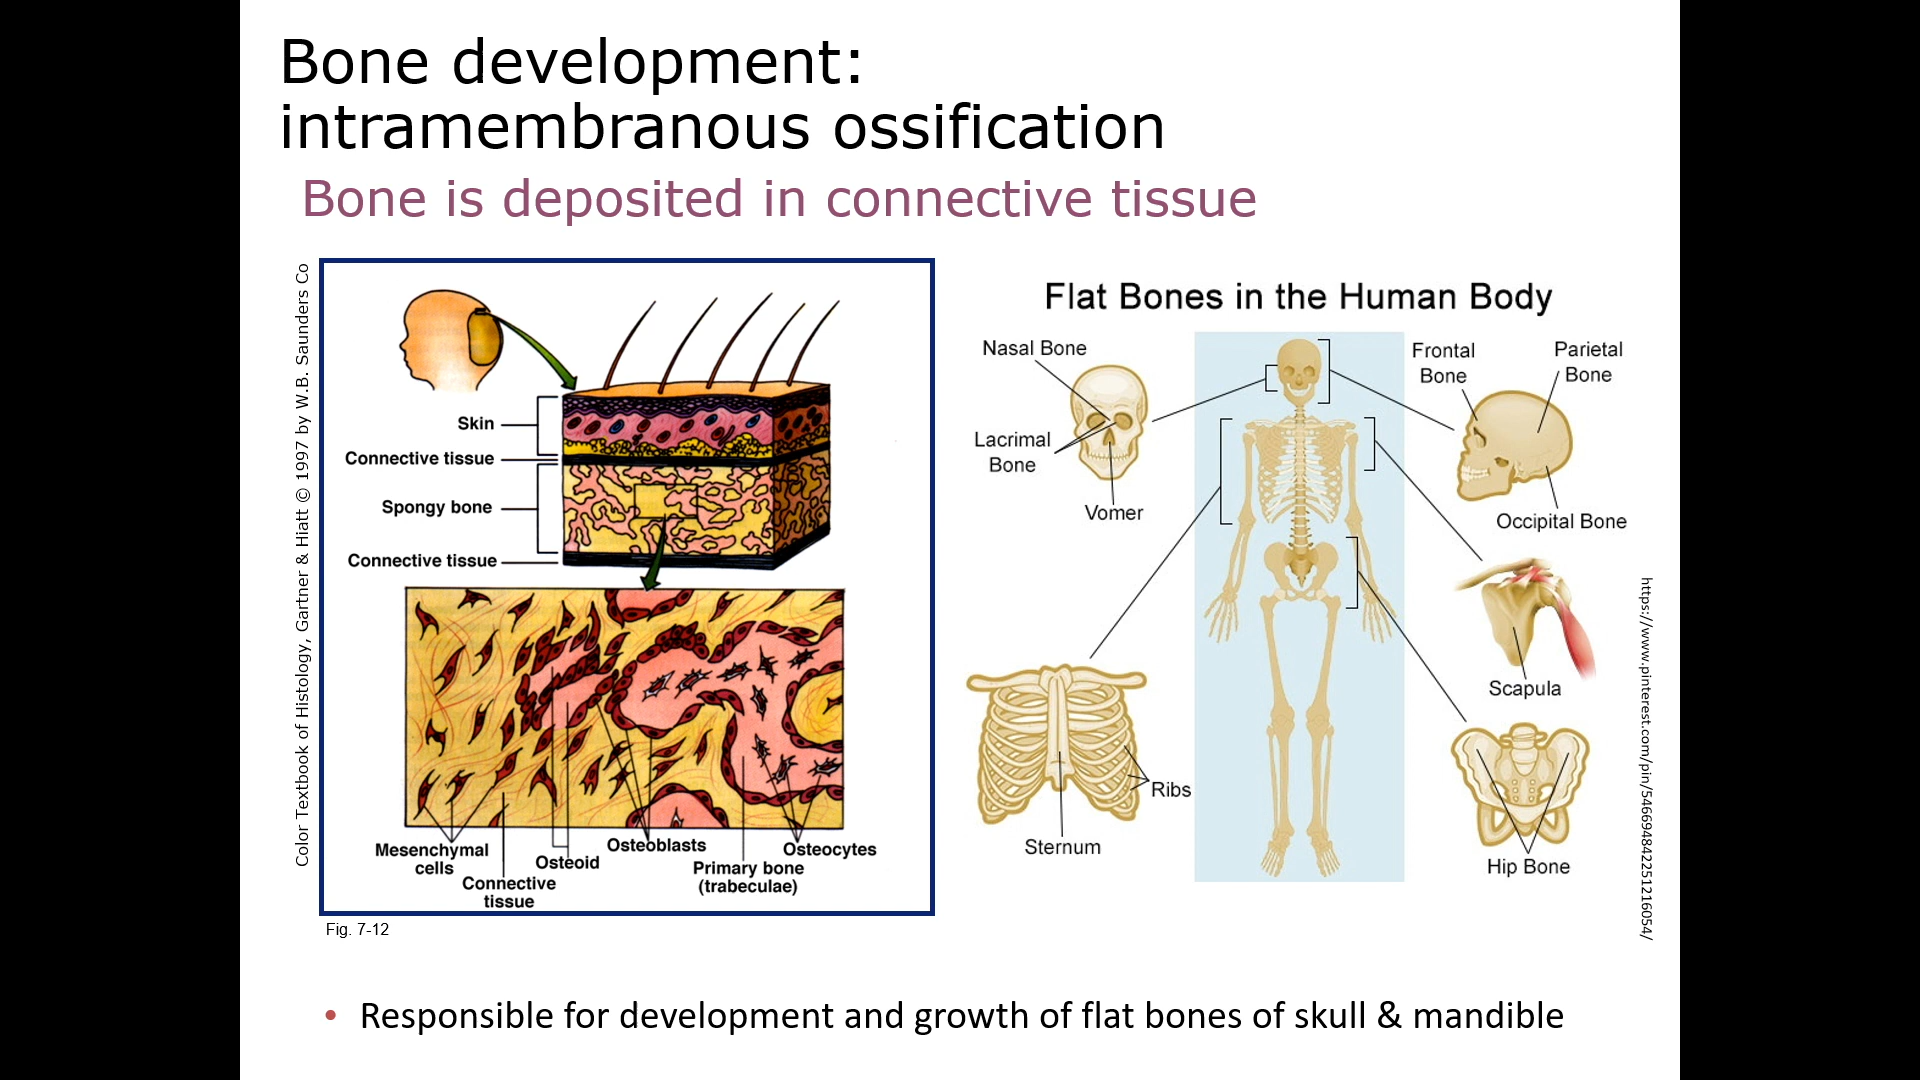 Bone development:
intramembranous ossification
Bone is deposited in connective tissue
Color Textbook of Histology, Gartner & Hiatt © 1997 by W.B. Saunders Co
Skin
Connective tissue
Spongy bone
Connective tissue
Mesenchymal
cells
Connective
tissue
Osteoid
Osteoblasts
Primary bone
(trabeculae)
Osteocytes
Fig. 7-12
Flat Bones in the Human Body
Nasal Bone
Lacrimal
Bone
Vomer
Frontal
Bone
Parietal
Bone
Occipital Bone
Scapula
Ribs
Sternum
Hip Bone
https://www.pinterest.com/pin/546694842251216054/
• Responsible for development and growth of flat bones of skull & mandible